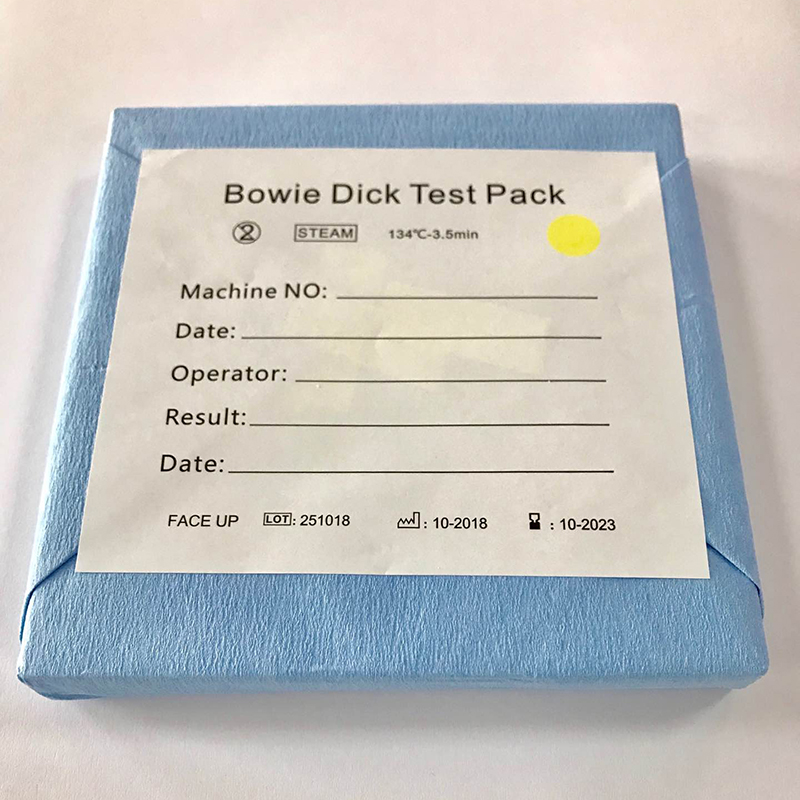 Bowie Dick Test Pack
2 STEAM 134℃-3.5min
Machine NO:
Date:
Operator:
Result:
Date:
FACE UP LOT: 251018 : 10-2018 : 10-2023